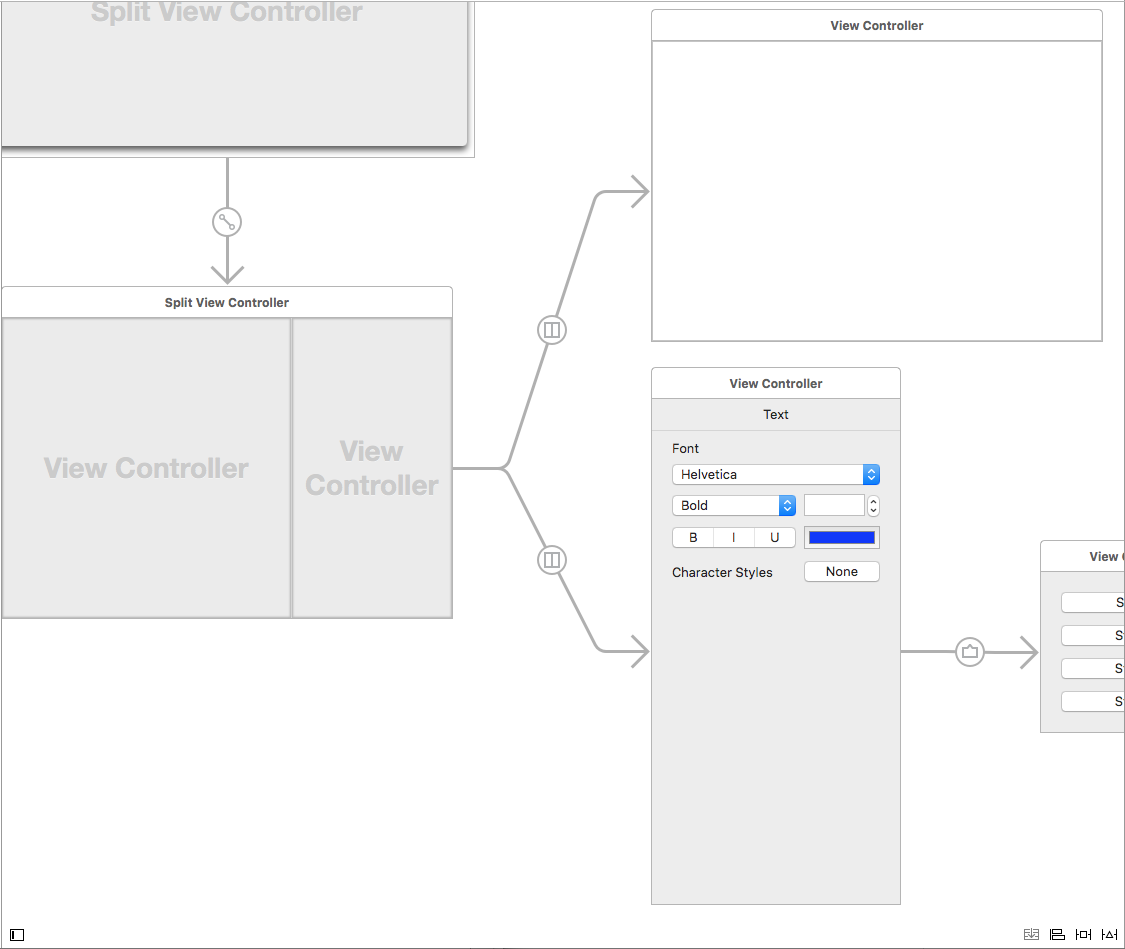 Split View Controller
View Controller
Split View Controller
View Controller
View
Controller
View Controller
Text
Font
Helvetica
Bold
B I U
Character Styles
None
View
S